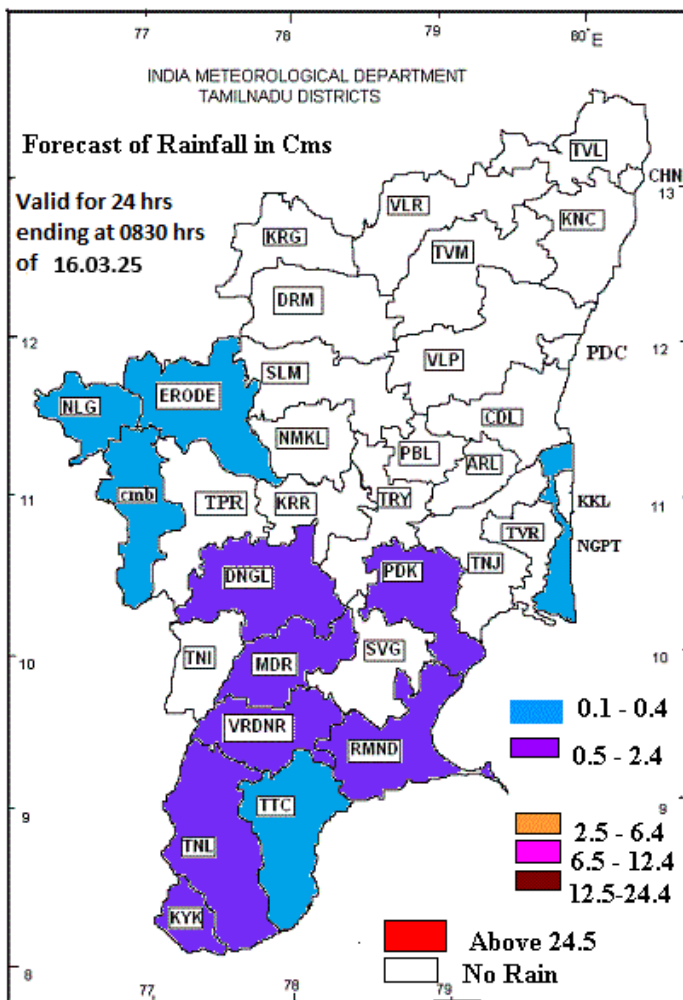 77 78 79 80°E
INDIA METEOROLOGICAL DEPARTMENT
TAMILNADU DISTRICTS
Forecast of Rainfall in Cms
TVL
CHN
13
Valid for 24 hrs
ending at 0830 hrs
of 16.03.25
VLR
KNC
KRG
TVM
DRM
12
12
VLP
PDC
SLM
NLG
ERODE
CDL
NMKL
PBL
ARL
11
cmb
TPR
KRR
TRY
11
KKL
TVR
NGPT
DNGL
PDK
TNJ
10
TNI
MDR
SVG
10
VRDNR
RMND
0.1 - 0.4
0.5 - 2.4
9
TTC
9
2.5 - 6.4
TNL
6.5 - 12.4
12.5-24.4
KYK
Above 24.5
8
No Rain
77 78 79